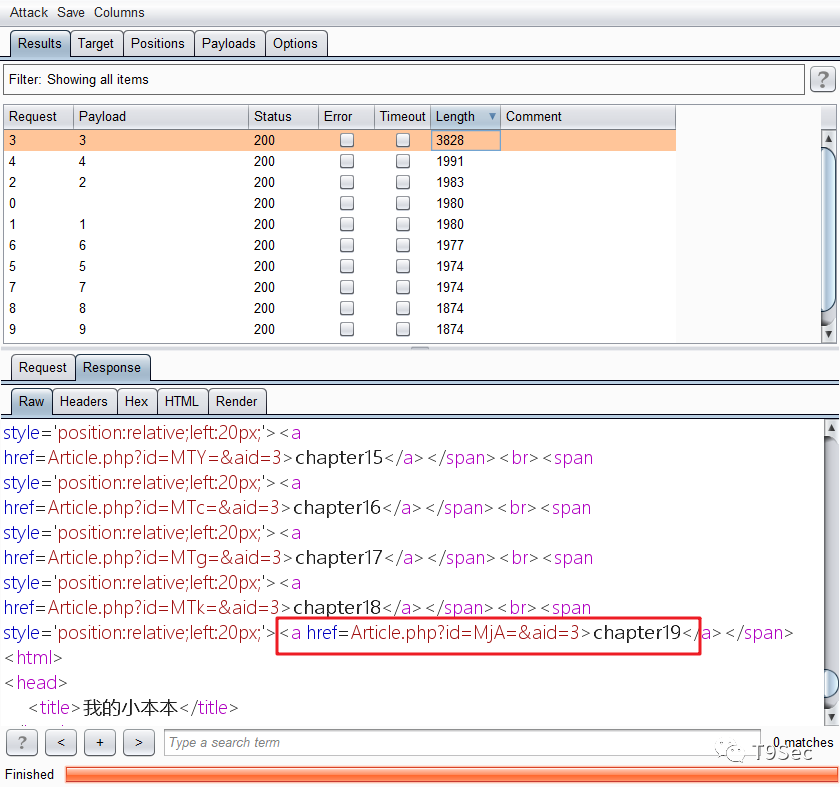 Attack Save Columns
Results Target Positions Payloads Options
Filter: Showing all items ?
Request Payload Status Error Timeout Length ▼ Comment
3 3 200 3828
4 4 200 1991
2 2 200 1983
0 200 1980
1 1 200 1980
6 6 200 1977
5 5 200 1974
7 7 200 1974
8 8 200 1874
9 9 200 1874
Request Response
Raw Headers Hex HTML Render
style='position:relative;left:20px;'><a
href=Article.php?id=MTY=&aid=3>chapter15</a></span><br><span
style='position:relative;left:20px;'><a
href=Article.php?id=MTc=&aid=3>chapter16</a></span><br><span
style='position:relative;left:20px;'><a
href=Article.php?id=MTg=&aid=3>chapter17</a></span><br><span
style='position:relative;left:20px;'><a
href=Article.php?id=MTk=&aid=3>chapter18</a></span><br><span
style='position:relative;left:20px;'><a href=Article.php?id=MjA=&aid=3>chapter19</a></span>
<html>
<head>
<title>我的小本本</title>
? < + > Type a search term 0 matches
T9Sec
Finished